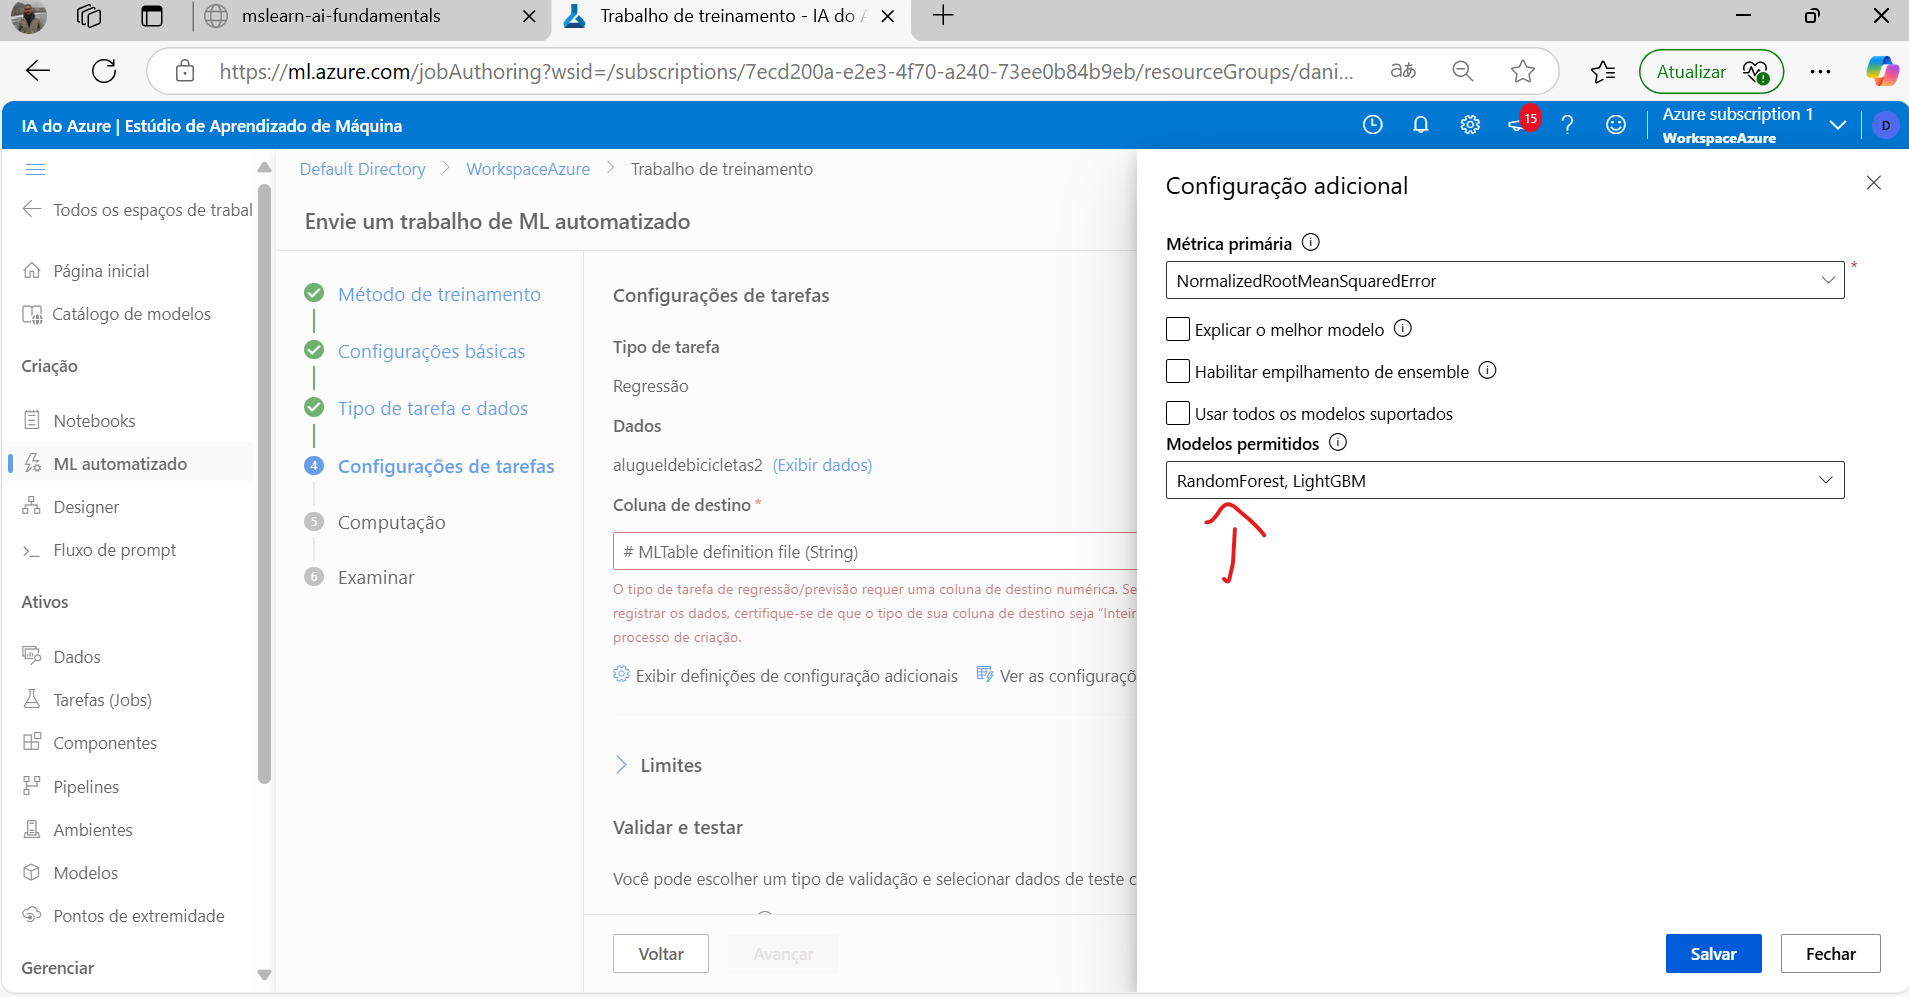 mslearn-ai-fundamentals
Trabalho de treinamento - IA do A
https://ml.azure.com/jobAuthoring?wsid=/subscriptions/7ecd200a-e2e3-4f70-a240-73ee0b84b9eb/resourceGroups/dani...
aあ
Atualizar
IA do Azure | Estúdio de Aprendizado de Máquina
15
Azure subscription 1
WorkspaceAzure
D
Todos os espaços de trabal
Página inicial
Catálogo de modelos
Criação
Notebooks
ML automatizado
Designer
Fluxo de prompt
Ativos
Dados
Tarefas (Jobs)
Componentes
Pipelines
Ambientes
Modelos
Pontos de extremidade
Gerenciar
Default Directory > WorkspaceAzure > Trabalho de treinamento
Envie um trabalho de ML automatizado
Método de treinamento
Configurações básicas
Tipo de tarefa e dados
4 Configurações de tarefas
5 Computação
6 Examinar
Configurações de tarefas
Tipo de tarefa
Regressão
Dados
alugueldebicicletas2 (Exibir dados)
Coluna de destino *
# MLTable definition file (String)
O tipo de tarefa de regressão/previsão requer uma coluna de destino numérica. Se
registrar os dados, certifique-se de que o tipo de sua coluna de destino seja “Inteir
processo de criação.
Exibir definições de configuração adicionais Ver as configuraçõ
Limites
Validar e testar
Você pode escolher um tipo de validação e selecionar dados de teste c
Voltar
Avançar
Configuração adicional
Métrica primária
NormalizedRootMeanSquaredError *
Explicar o melhor modelo
Habilitar empilhamento de ensemble
Usar todos os modelos suportados
Modelos permitidos
RandomForest, LightGBM
Salvar
Fechar